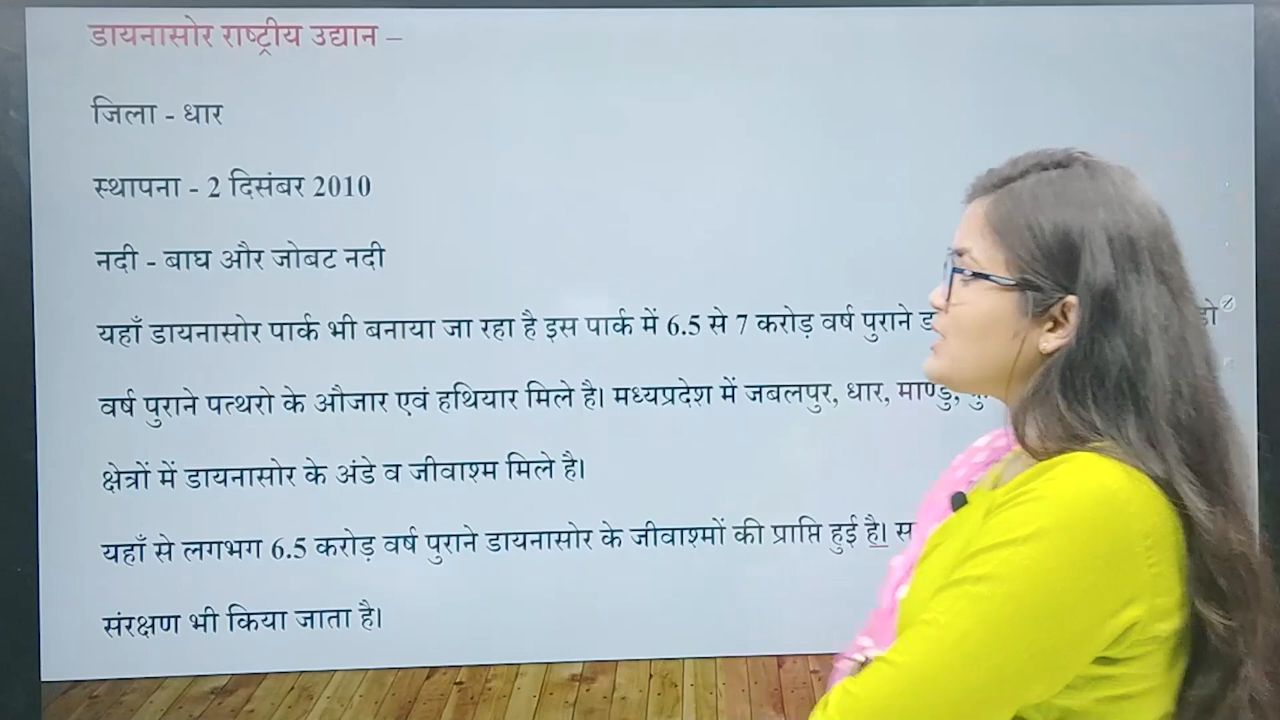 डायनासोर राष्ट्रीय उद्यान –
जिला - धार
स्थापना - 2 दिसंबर 2010
नदी - बाघ और जोबट नदी
यहाँ डायनासोर पार्क भी बनाया जा रहा है इस पार्क में 6.5 से 7 करोड़ वर्ष पुराने
वर्ष पुराने पत्थरो के औजार एवं हथियार मिले है। मध्यप्रदेश में जबलपुर, धार, माण्डु,
क्षेत्रों में डायनासोर के अंडे व जीवाश्म मिले है।
यहाँ से लगभग 6.5 करोड़ वर्ष पुराने डायनासोर के जीवाश्मों की प्राप्ति हुई है।
संरक्षण भी किया जाता है।